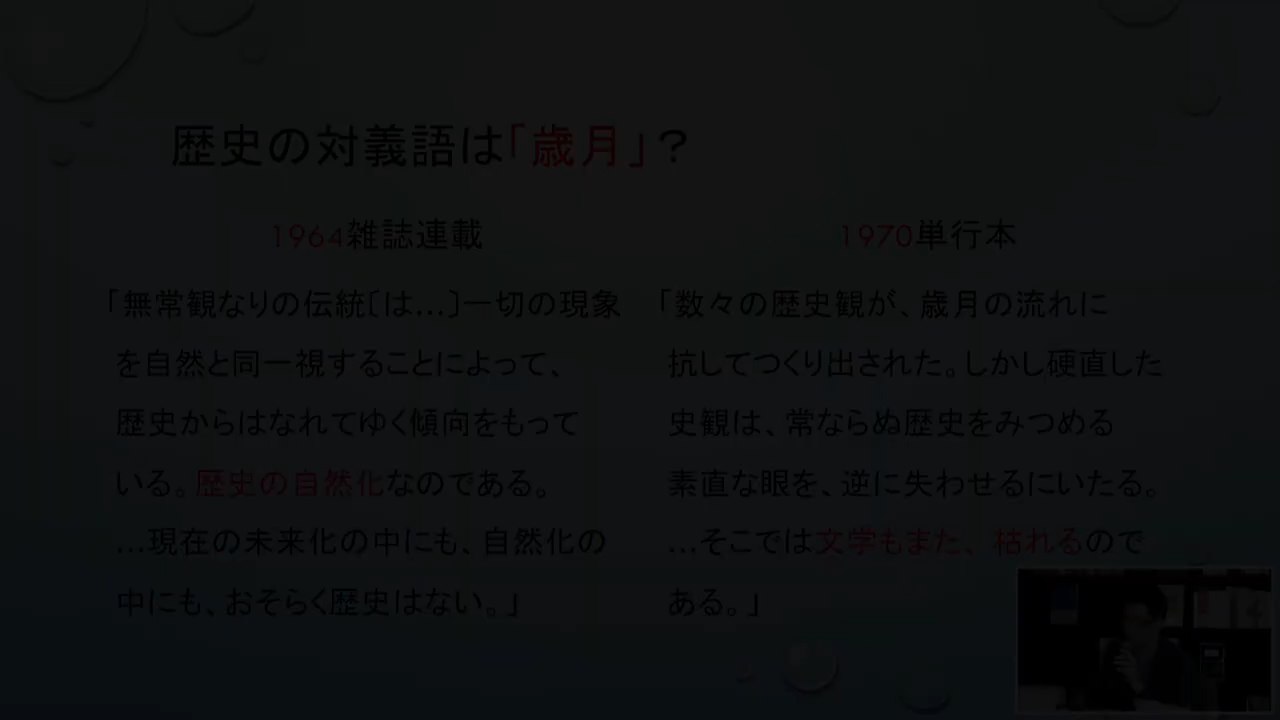 歴史の対義語は「歳月」？
1964雑誌連載
「無常観なりの伝統〔は…〕一切の現象
を自然と同一視することによって、
歴史からはなれてゆく傾向をもって
いる。歴史の自然化なのである。
…現在の未来化の中にも、自然化の
中にも、おそらく歴史はない。」
1970単行本
「数々の歴史観が、歳月の流れに
抗してつくり出された。しかし硬直した
史観は、常ならぬ歴史をみつめる
素直な眼を、逆に失わせるにいたる。
…そこでは文学もまた、枯れるので
ある。」